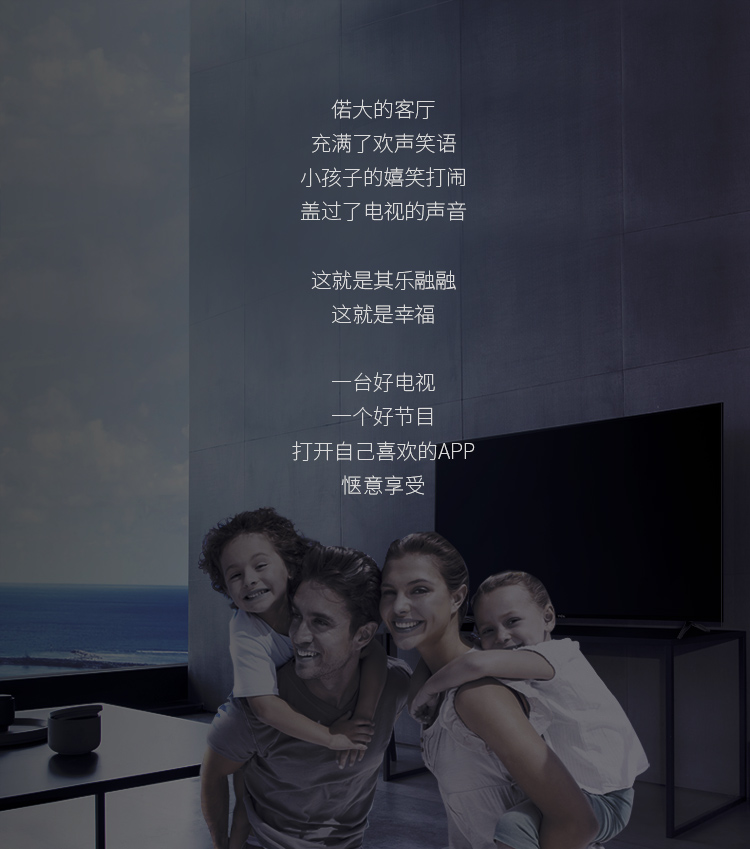 偌大的客厅
充满了欢声笑语
小孩子的嬉笑打闹
盖过了电视的声音
这就是其乐融融
这就是幸福
一台好电视
一个好节目
打开自己喜欢的APP
惬意享受